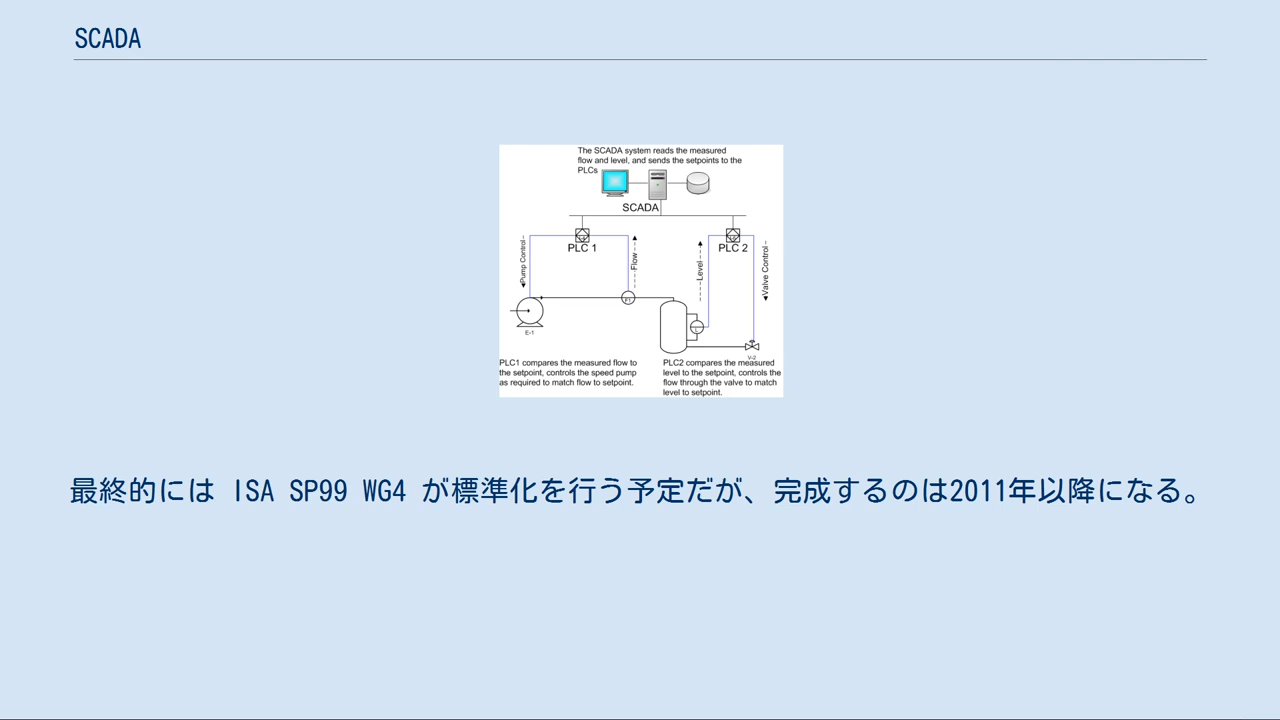 SCADA
The SCADA system reads the measured
flow and level, and sends the setpoints to the
PLCs
SCADA
PLC 1
PLC 2
Pump Control
Flow
Level
Valve Control
E-1
V-2
PLC1 compares the measured flow to
the setpoint, controls the speed pump
as required to match flow to setpoint.
PLC2 compares the measured
level to the setpoint, controls the
flow through the valve to match
level to setpoint.
最終的には ISA SP99 WG4 が標準化を行う予定だが、完成するのは2011年以降になる。